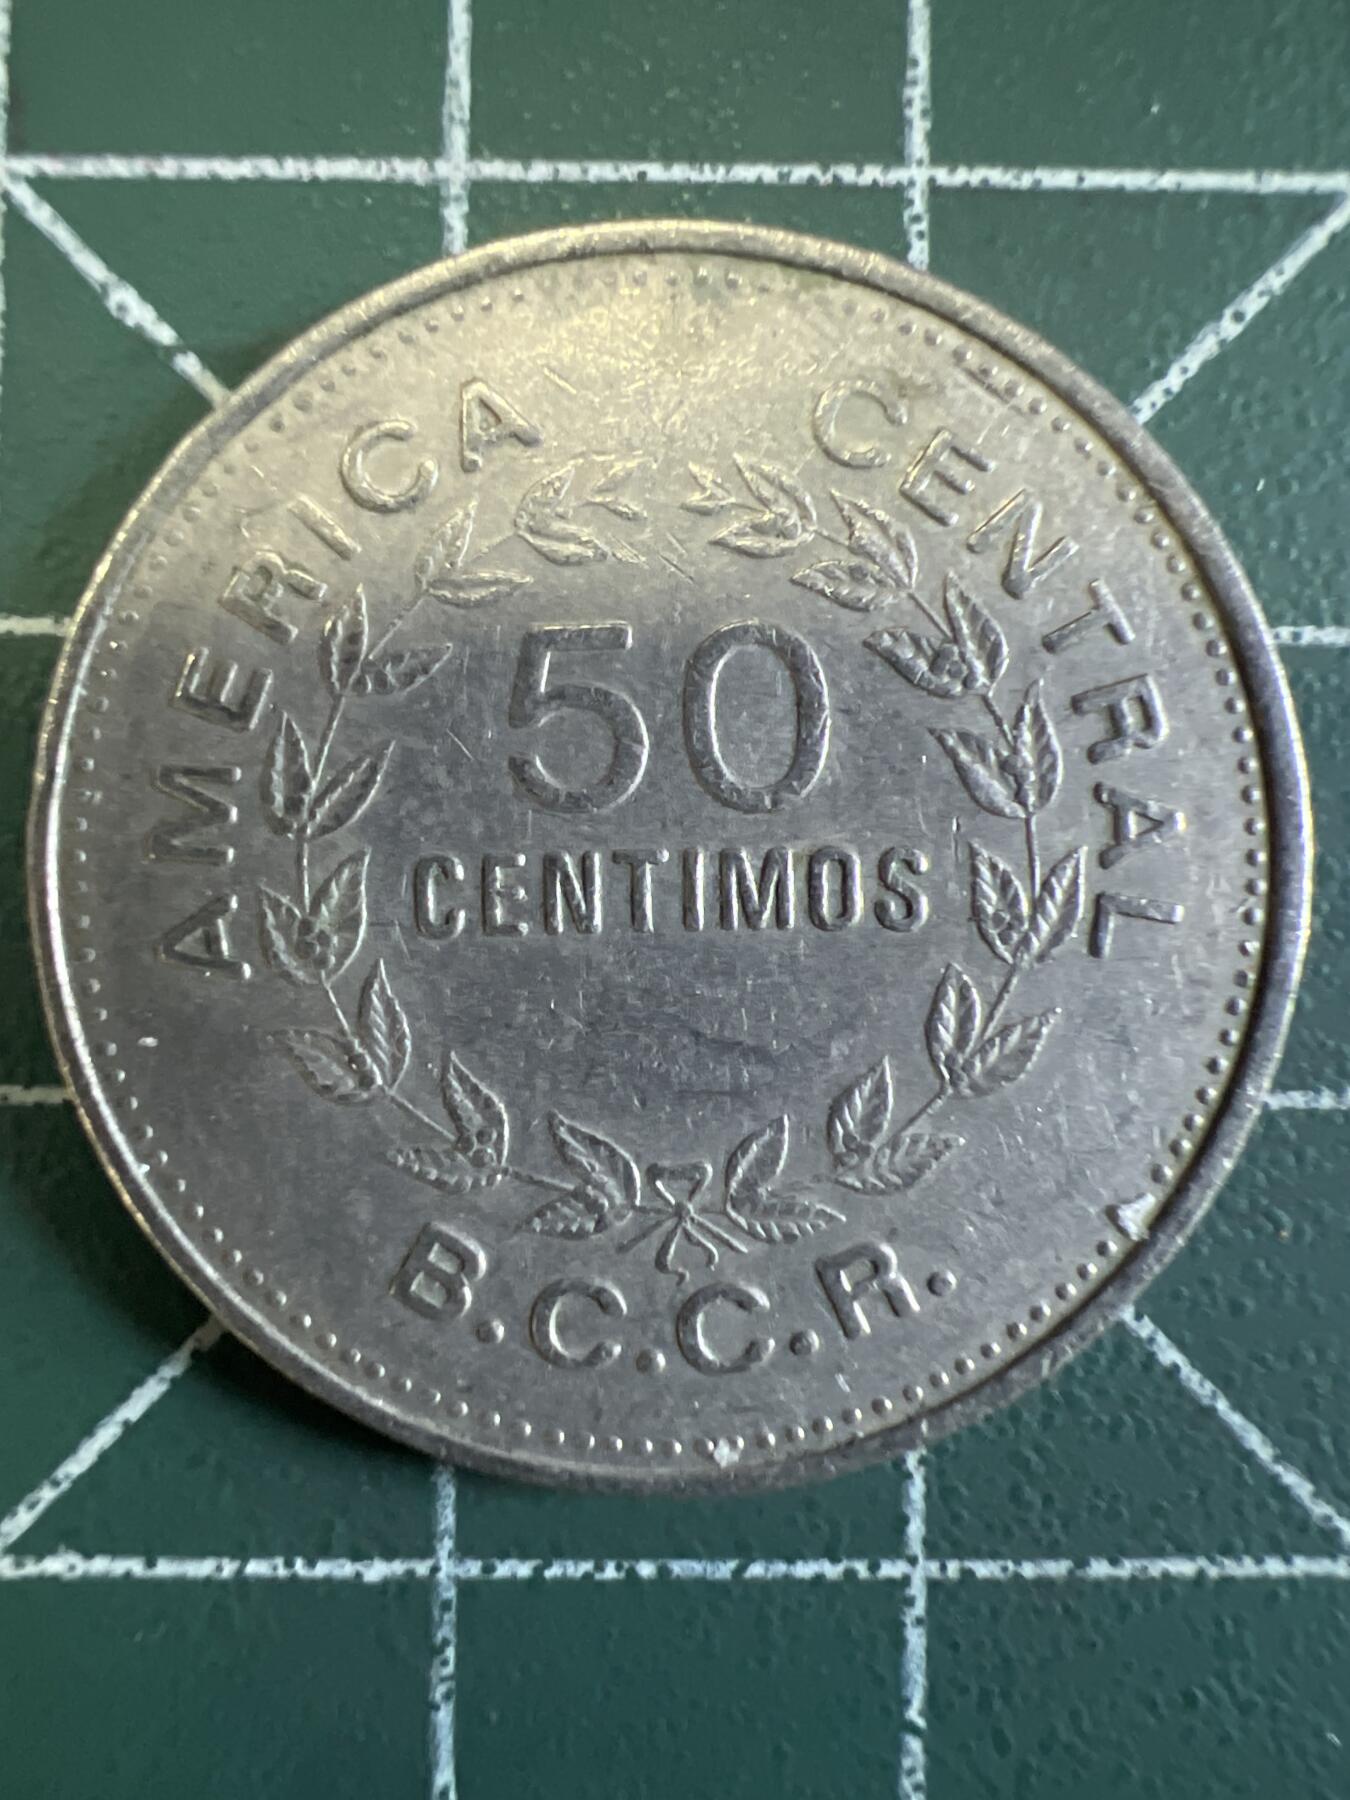 AMERICA CENTRAL
50
CENTIMOS
B.C.C.R.